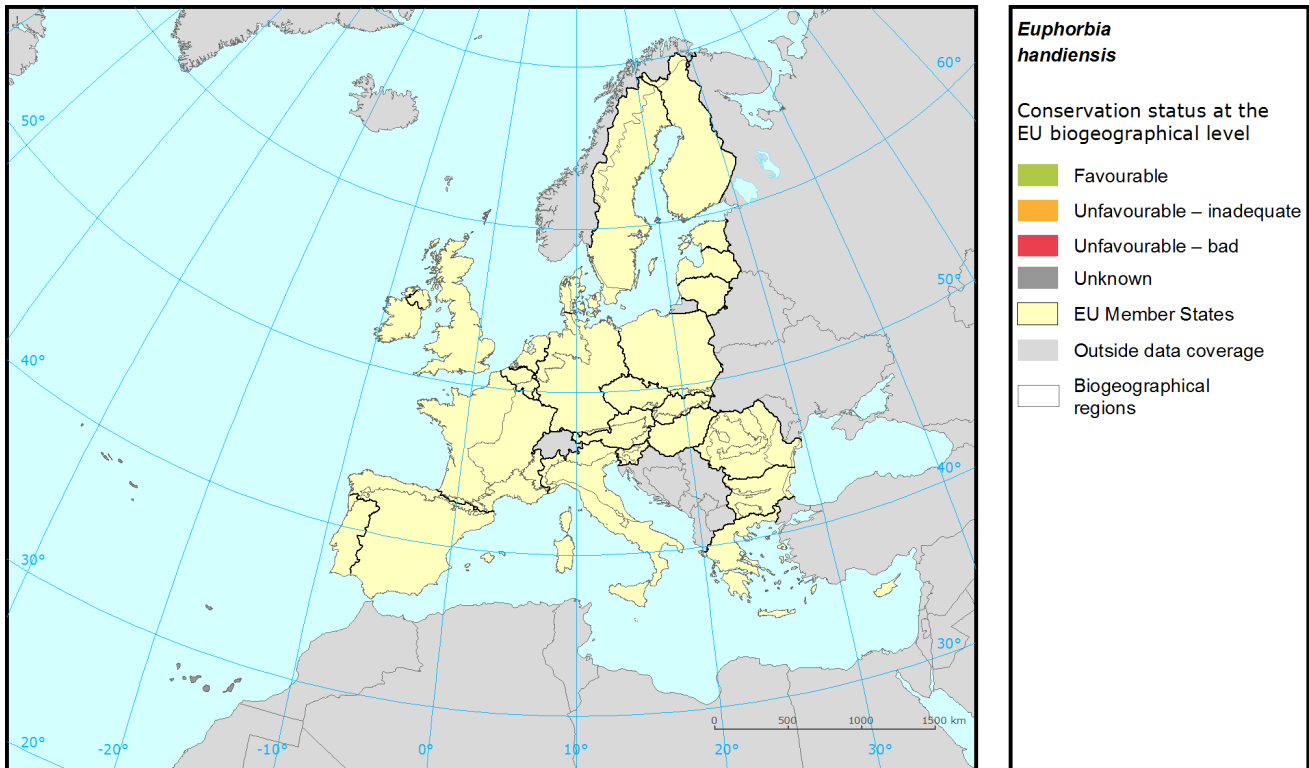 Euphorbia
handiensis
Conservation status at the
EU biogeographical level
Favourable
Unfavourable – inadequate
Unfavourable – bad
Unknown
EU Member States
Outside data coverage
Biogeographical
regions
60°
50°
50°
40°
40°
30°
30°
20°
-20°
-10°
0°
10°
20°
30°
0 500 1000 1500 km